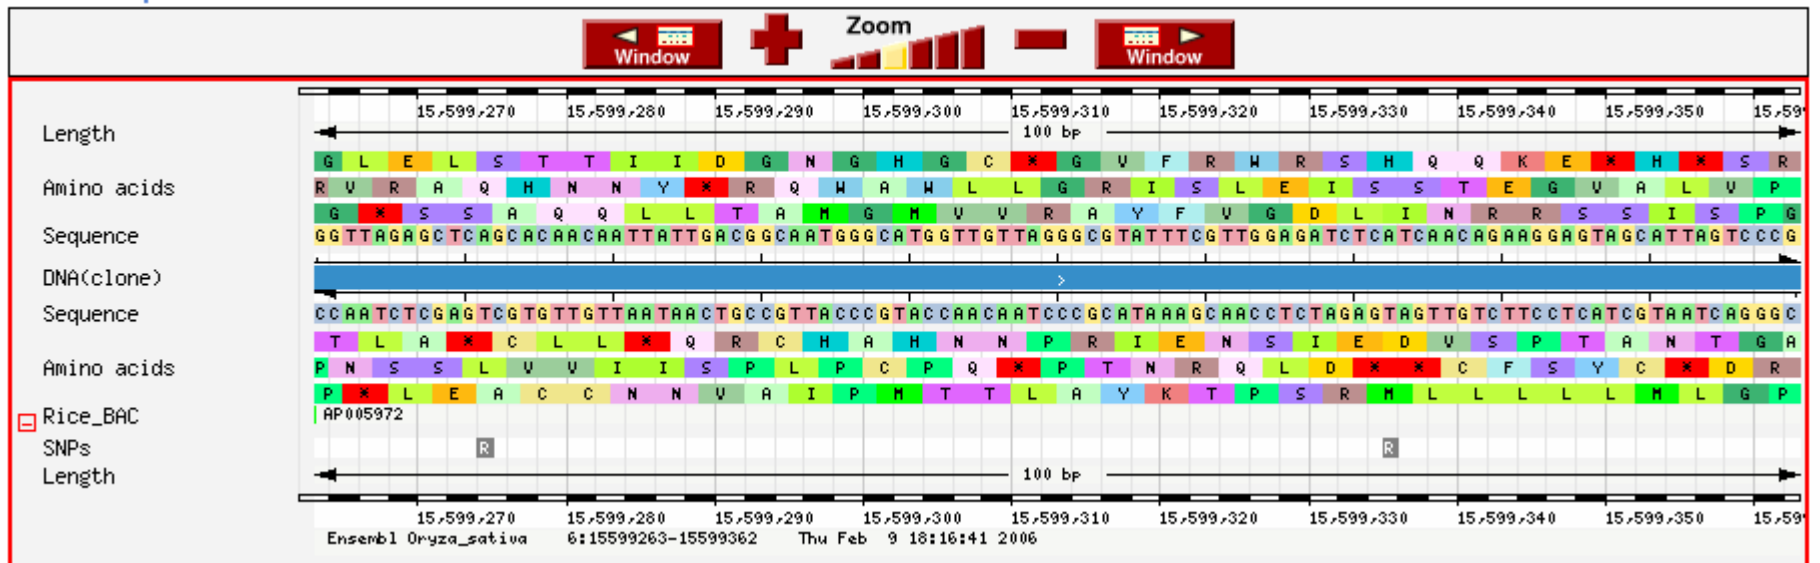 Zoom
Window
Window
15,599,270 15,599,280 15,599,290 15,599,300 15,599,310 15,599,320 15,599,330 15,599,340 15,599,350 15,59
Length 100 bp
G L E L S T T I I D G N G H G C * G V F R W R S H Q Q K E * H * S R
Amino acids R V R A Q H N N Y * R Q W A W L L G R I S L E I S S T E G V A L V P
G * S S A Q Q L L T A M G M V V R A Y F V G D L I N R R S S I S P G
Sequence GGTTAGAGCTCAGCACAACAATTATTGACGGCAATGGGCATGGTTGTTAGGGCGTATTTCGTTGGAGATCTCATCAACAGAAGGAGTAGCATTAGTCCCG
DNA(clone) >
Sequence CCAATCTCGAGTCGTGTTGTTAATAACTGCCGTTACCCGTACCAACAATCCCGCATAAAGCAACCTCTAGAGTAGTTGTCTTCCTCATCGTAATCAGGGC
T L A * C L L * Q R C H A H N N P R I E N S I E D V S P T A N T G A
Amino acids P N S S L V V I I S P L P C P Q * P T N R Q L D * * C F S Y C * D R
P * L E A C C N N V A I P M T T L A Y K T P S R M L L L L L M L G P
Rice_BAC AP005972
SNPs R R
Length 100 bp
15,599,270 15,599,280 15,599,290 15,599,300 15,599,310 15,599,320 15,599,330 15,599,340 15,599,350 15,59
Ensembl Oryza_sativa 6:15599263-15599362 Thu Feb 9 18:16:41 2006